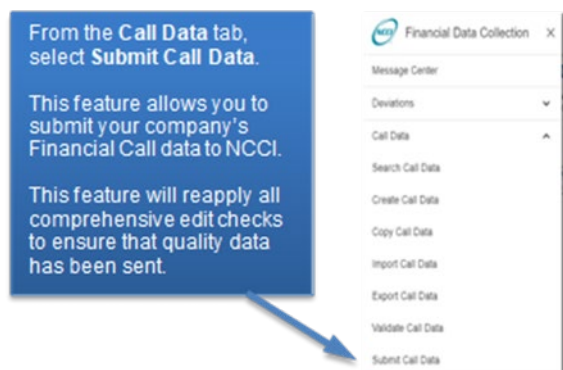 From the Call Data tab,
select Submit Call Data.
This feature allows you to
submit your company's
Financial Call data to NCCI.
This feature will reapply all
comprehensive edit checks
to ensure that quality data
has been sent.
NCCI Financial Data Collection ×
Message Center
Deviations
Call Data
Search Call Data
Create Call Data
Copy Call Data
Import Call Data
Export Call Data
Validate Call Data
Submit Call Data